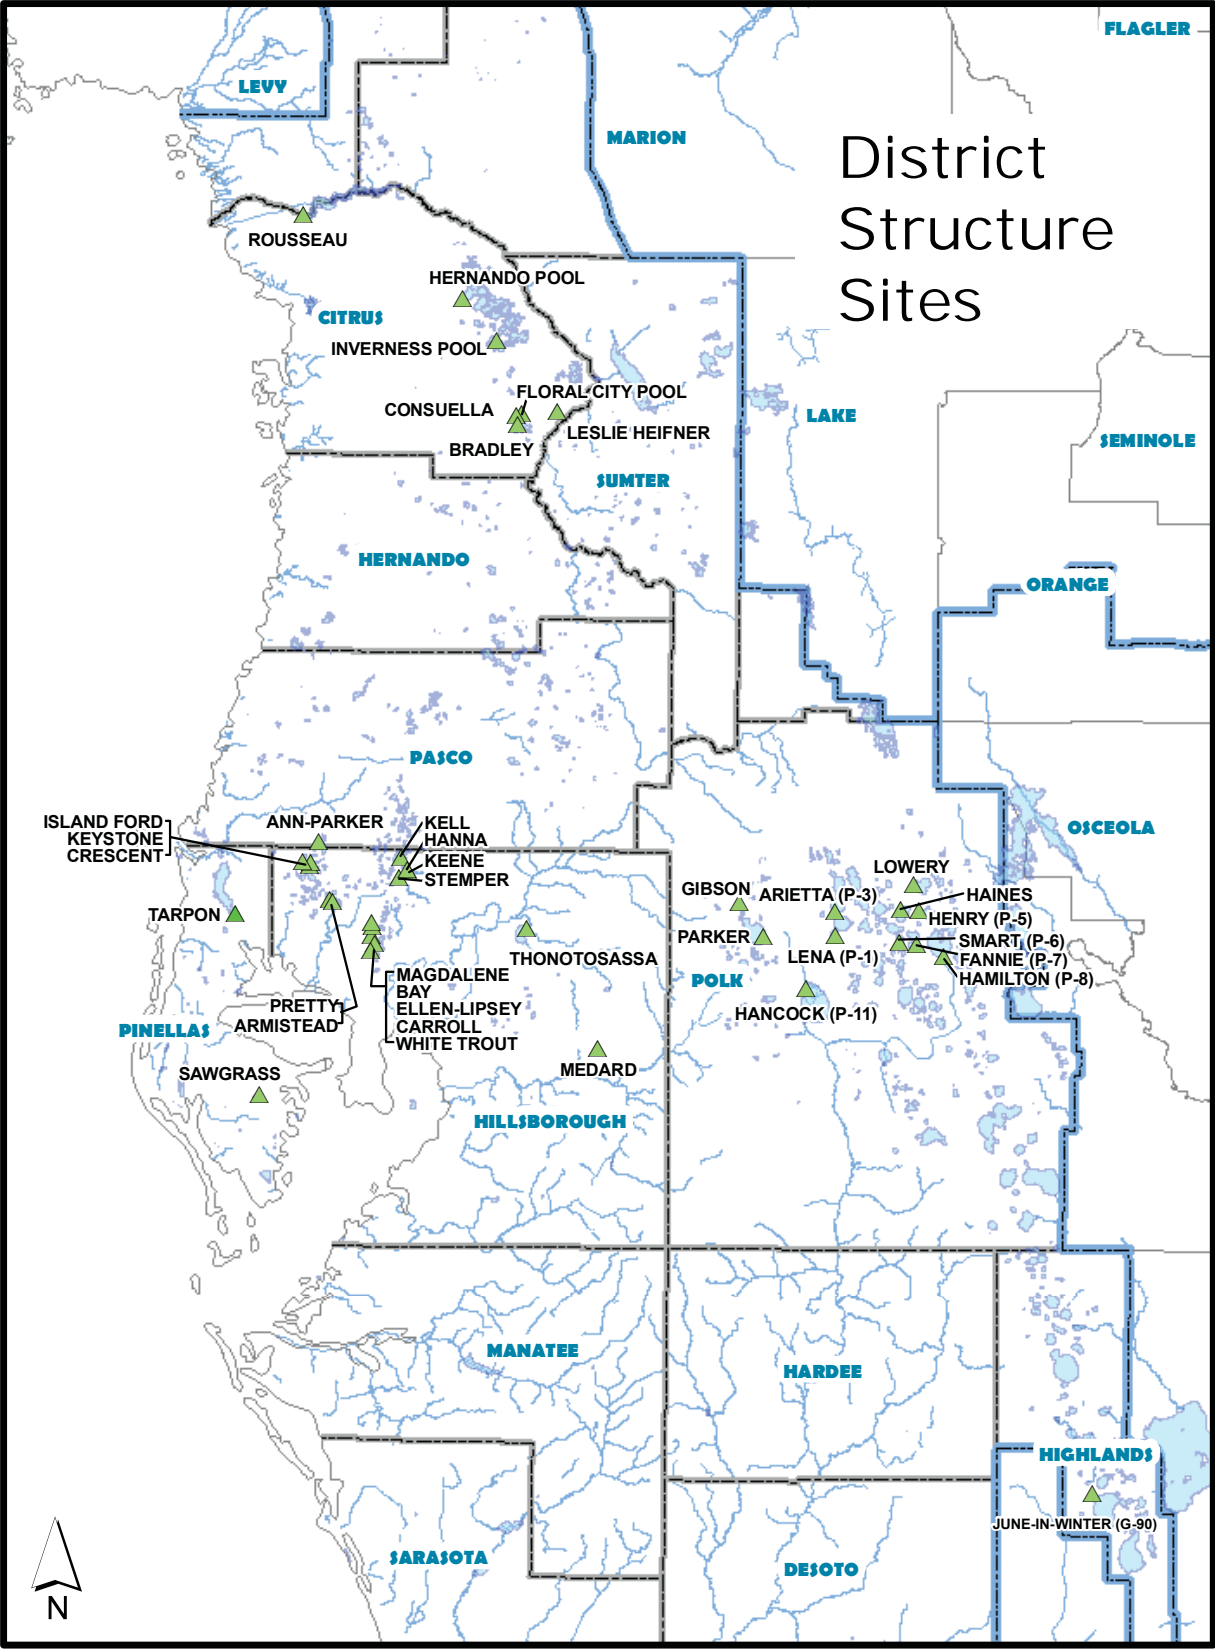 FLAGLER
LEVY
MARION
District
Structure
Sites
ROUSSEAU
HERNANDO POOL
CITRUS
INVERNESS POOL
FLORAL CITY POOL
CONSUELLA
LAKE
LESLIE HEIFNER
SEMINOLE
BRADLEY
SUMTER
HERNANDO
ORANGE
PASCO
ISLAND FORD
KEYSTONE
CRESCENT
ANN-PARKER
KELL
HANNA
KEENE
STEMPER
OSCEOLA
LOWERY
GIBSON
ARIETTA (P-3)
HAINES
TARPON
HENRY (P-5)
PARKER
SMART (P-6)
THONOTOSASSA
LENA (P-1)
FANNIE (P-7)
HAMILTON (P-8)
MAGDALENE
BAY
ELLEN-LIPSEY
CARROLL
WHITE TROUT
POLK
PRETTY
ARMISTEAD
HANCOCK (P-11)
PINELLAS
MEDARD
SAWGRASS
HILLSBOROUGH
MANATEE
HARDEE
HIGHLANDS
JUNE-IN-WINTER (G-90)
SARASOTA
DESOTO
N